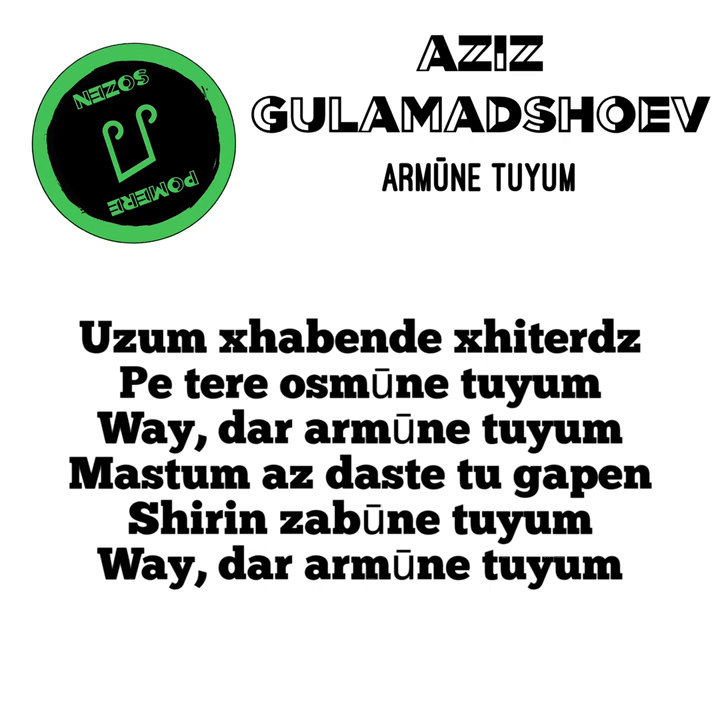 SOZEN
POMERE
AZIZ
GULAMADSHOEV
ARMŪNE TUYUM
Uzum xhabende xhiterdz
Pe tere osmūne tuyum
Way, dar armūne tuyum
Mastum az daste tu gapen
Shirin zabūne tuyum
Way, dar armūne tuyum